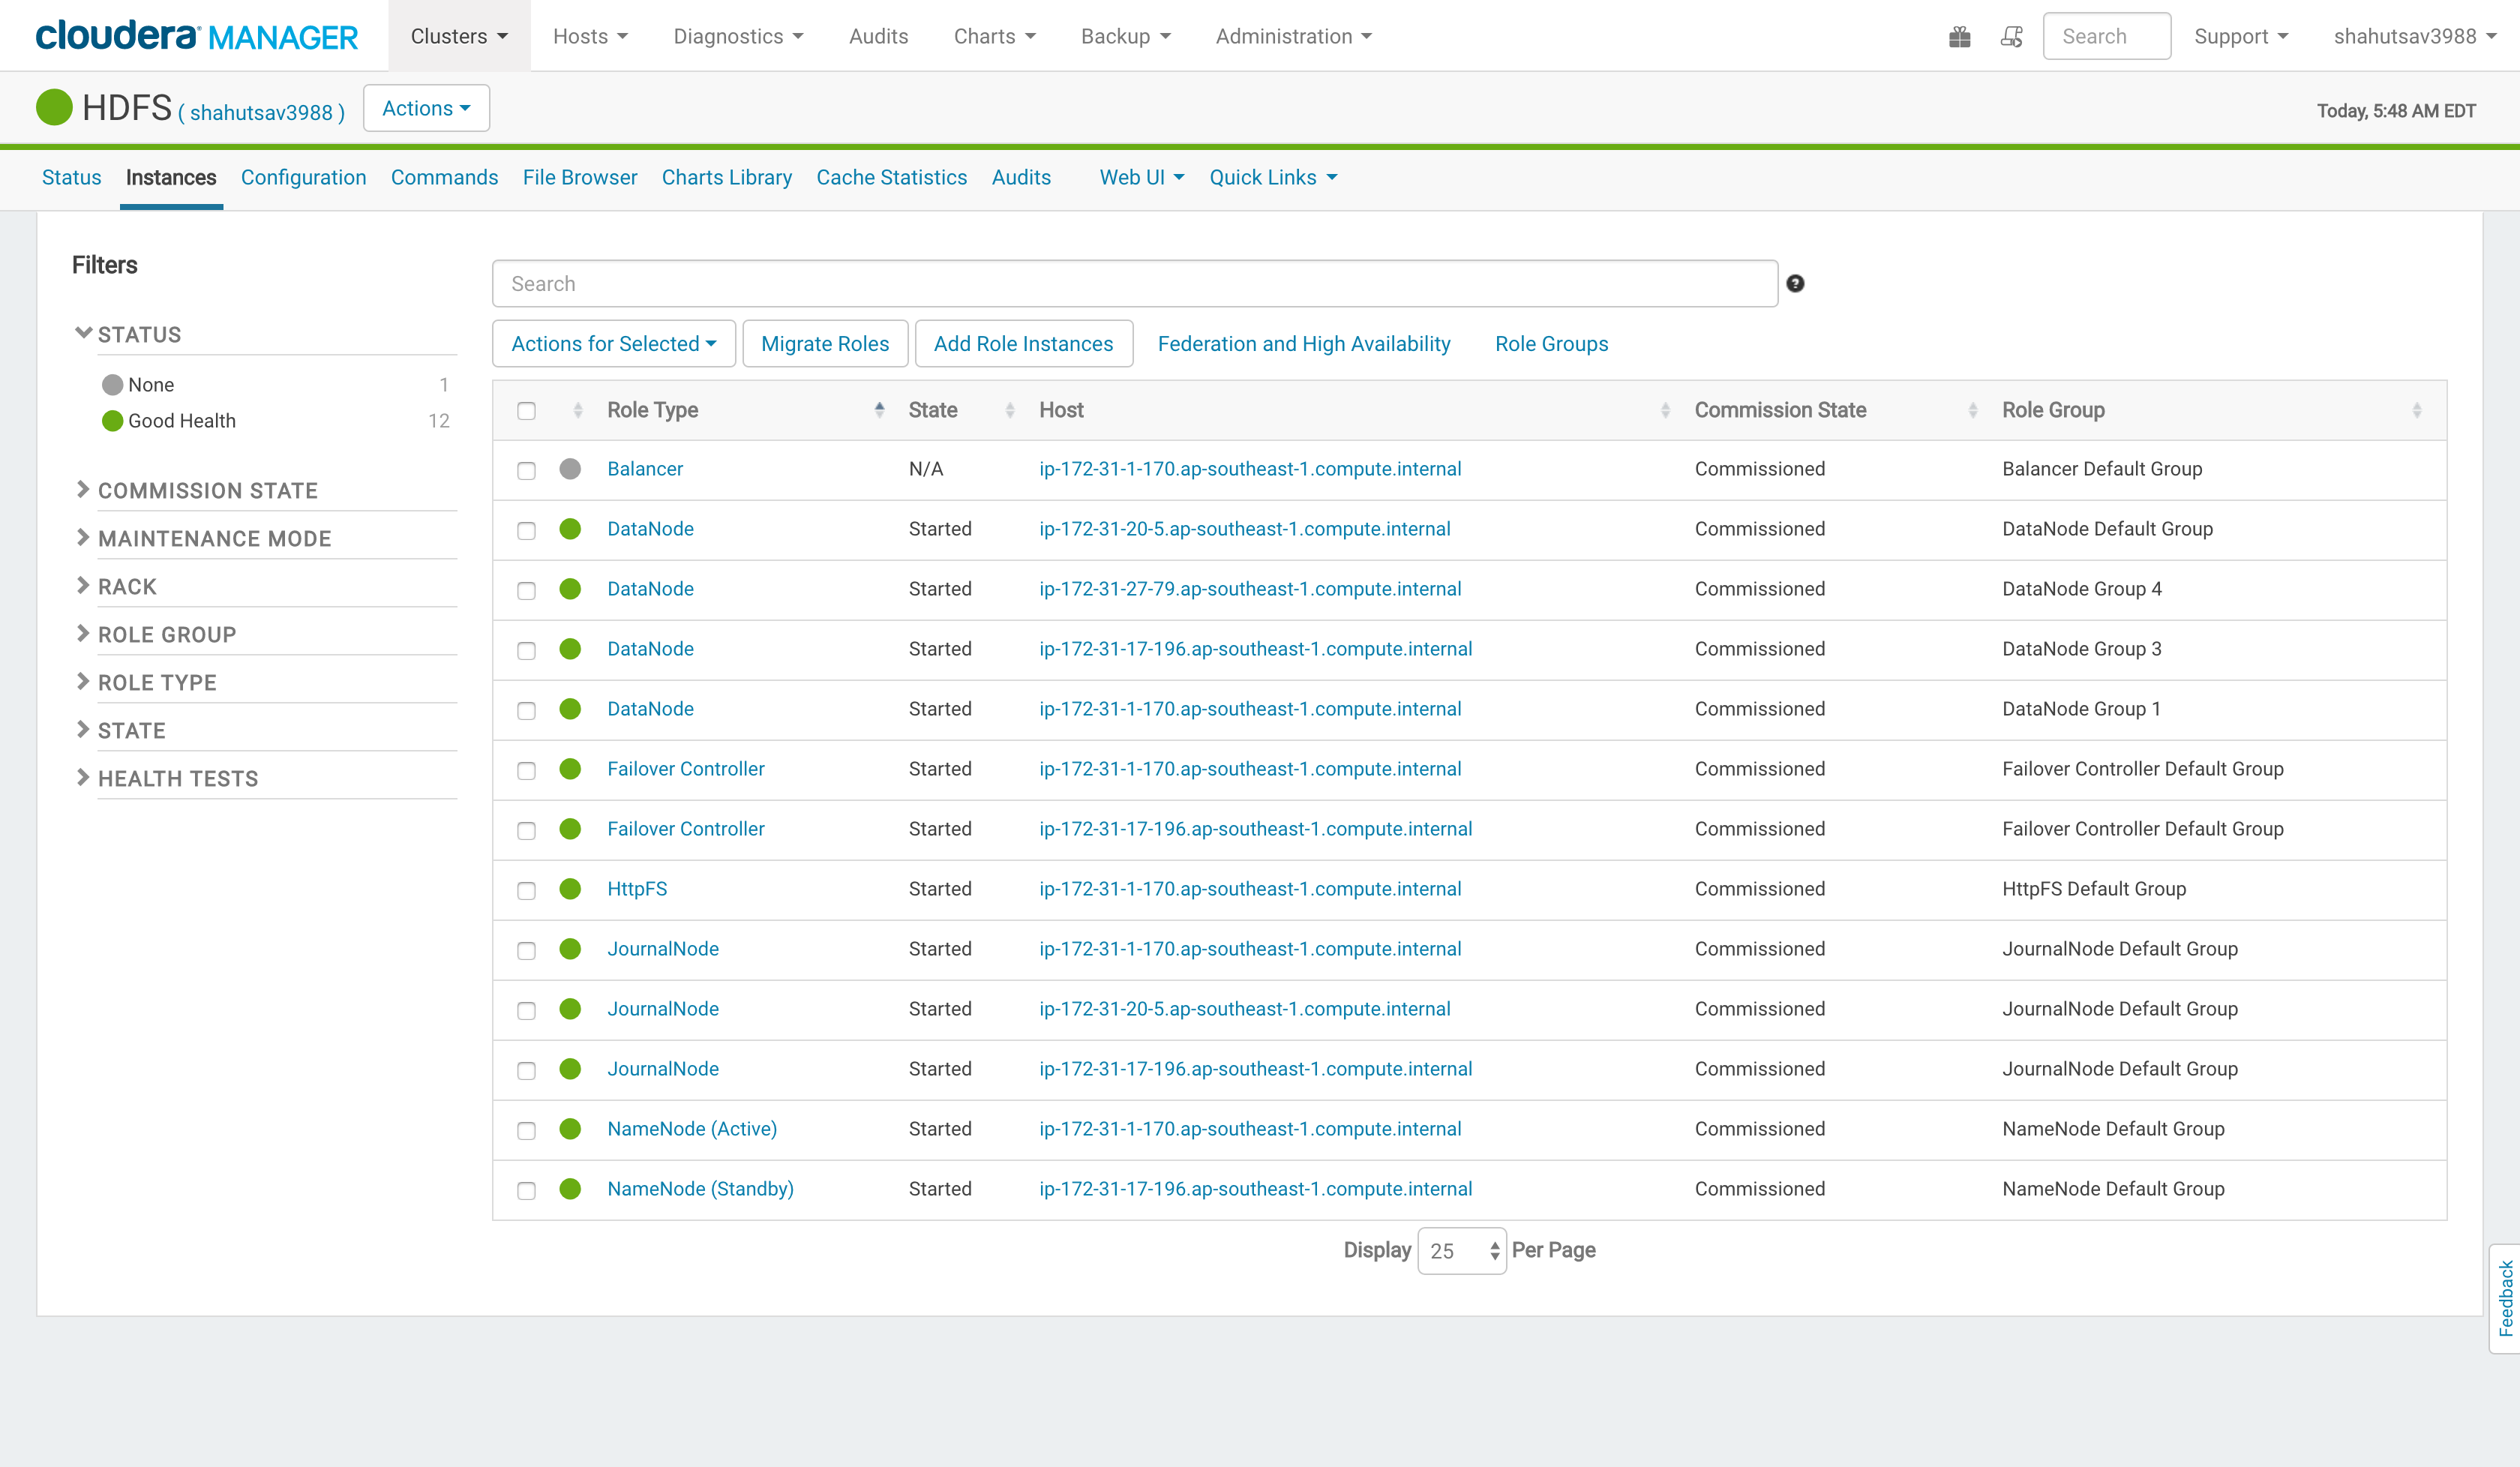 cloudera MANAGER Clusters Hosts Diagnostics Audits Charts Backup Administration Search Support shahutsav3988
HDFS ( shahutsav3988 ) Actions Today, 5:48 AM EDT
Status Instances Configuration Commands File Browser Charts Library Cache Statistics Audits Web UI Quick Links
Filters
STATUS
None 1
Good Health 12
COMMISSION STATE
MAINTENANCE MODE
RACK
ROLE GROUP
ROLE TYPE
STATE
HEALTH TESTS
Search ?
Actions for Selected Migrate Roles Add Role Instances Federation and High Availability Role Groups
Role Type State Host Commission State Role Group
Balancer N/A ip-172-31-1-170.ap-southeast-1.compute.internal Commissioned Balancer Default Group
DataNode Started ip-172-31-20-5.ap-southeast-1.compute.internal Commissioned DataNode Default Group
DataNode Started ip-172-31-27-79.ap-southeast-1.compute.internal Commissioned DataNode Group 4
DataNode Started ip-172-31-17-196.ap-southeast-1.compute.internal Commissioned DataNode Group 3
DataNode Started ip-172-31-1-170.ap-southeast-1.compute.internal Commissioned DataNode Group 1
Failover Controller Started ip-172-31-1-170.ap-southeast-1.compute.internal Commissioned Failover Controller Default Group
Failover Controller Started ip-172-31-17-196.ap-southeast-1.compute.internal Commissioned Failover Controller Default Group
HttpFS Started ip-172-31-1-170.ap-southeast-1.compute.internal Commissioned HttpFS Default Group
JournalNode Started ip-172-31-1-170.ap-southeast-1.compute.internal Commissioned JournalNode Default Group
JournalNode Started ip-172-31-20-5.ap-southeast-1.compute.internal Commissioned JournalNode Default Group
JournalNode Started ip-172-31-17-196.ap-southeast-1.compute.internal Commissioned JournalNode Default Group
NameNode (Active) Started ip-172-31-1-170.ap-southeast-1.compute.internal Commissioned NameNode Default Group
NameNode (Standby) Started ip-172-31-17-196.ap-southeast-1.compute.internal Commissioned NameNode Default Group
Display 25 Per Page
Feedback